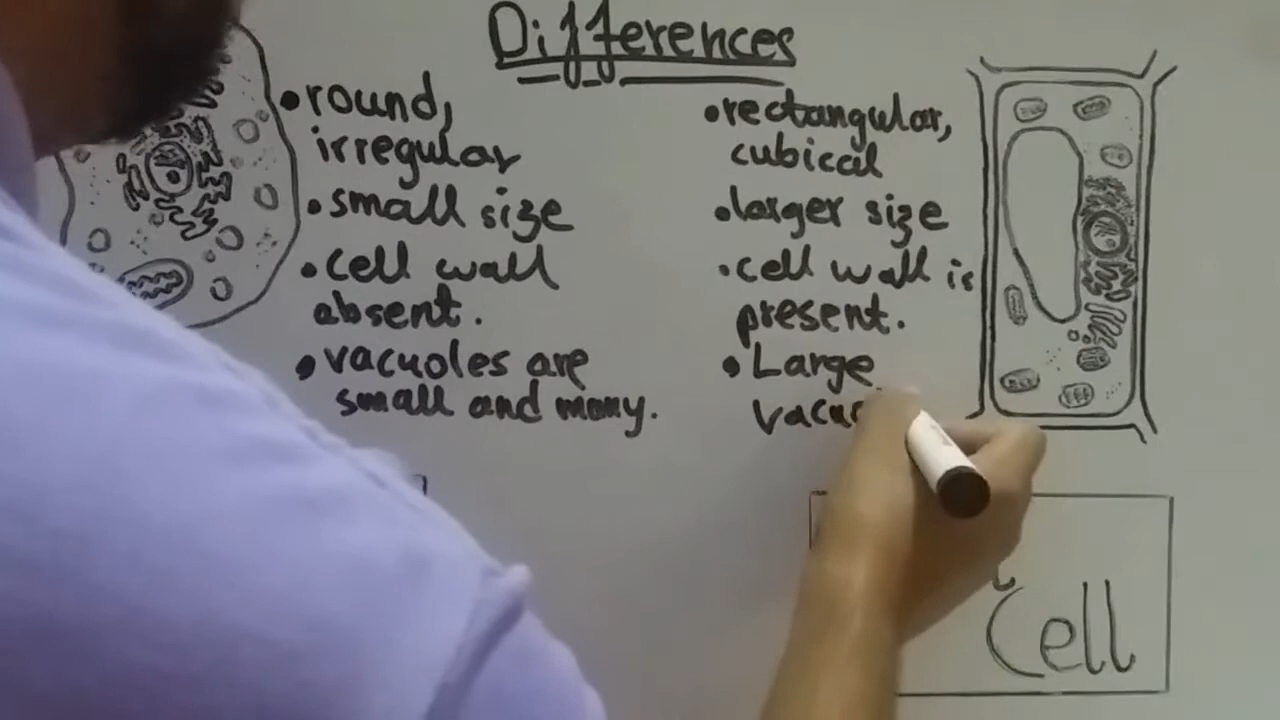 Differences
• round,
irregular
• small size
• cell wall
absent.
• vacuoles are
small and many.
• rectangular,
cubical
• larger size
• cell wall is
present.
• Large
Cell